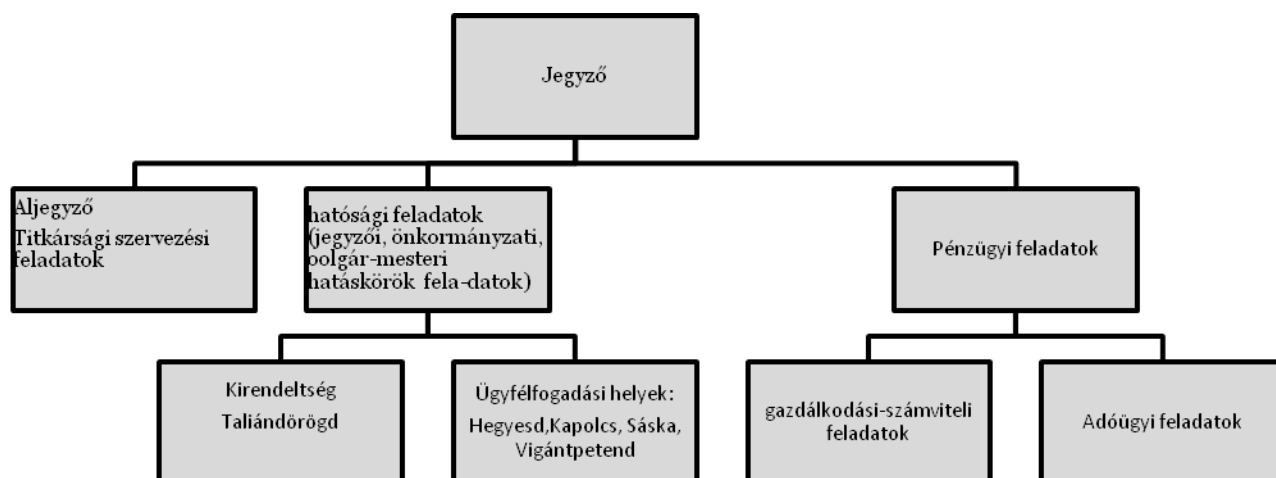 Jegyző
Aljegyző
Titkársági szervezési
feladatok
hatósági feladatok
(jegyzői, önkormányzati,
polgár-mesteri
hatáskörök fela-datok)
Pénzügyi feladatok
Kirendeltség
Taliándörögd
Ügyfélfogadási helyek:
Hegyesd,Kapolcs, Sáska,
Vigántpetend
gazdálkodási-számviteli
feladatok
Adóügyi feladatok